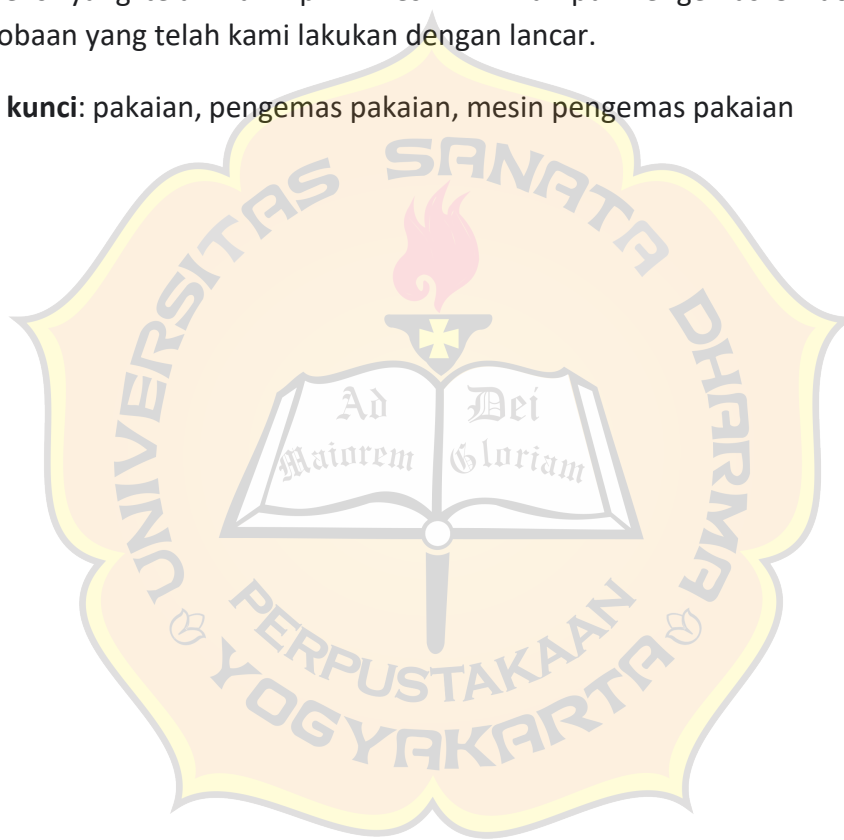 obaan yang telah kami lakukan dengan lancar.
kunci: pakaian, pengemas pakaian, mesin pengemas pakaian
UNIVERSITAS SANATA DHARMA
Ad Maiorem
Dei Gloriam
PERPUSTAKAAN
YOGYAKARTA